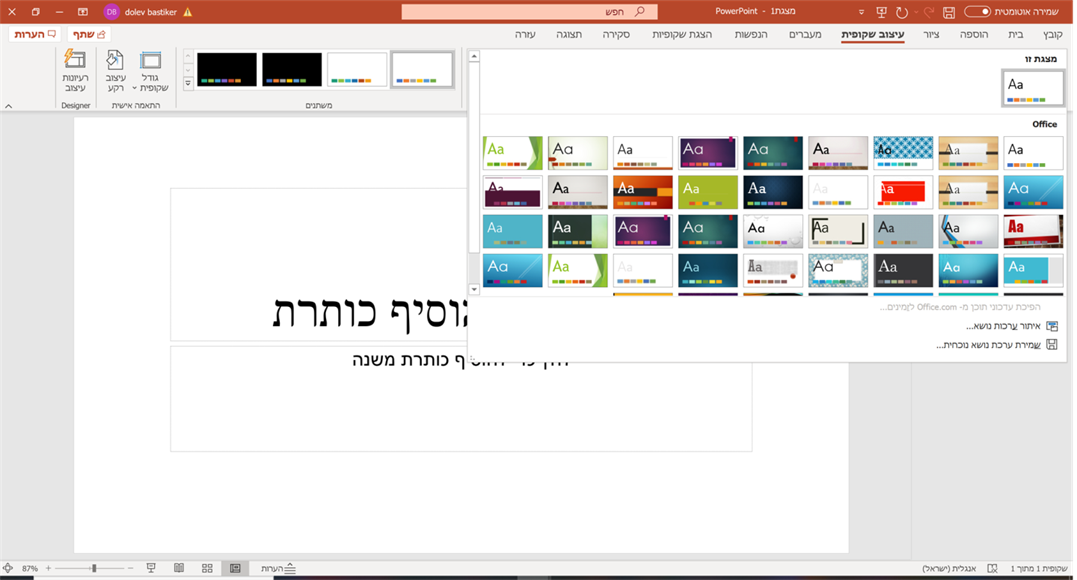 שמירה אוטומטית
מצגת1 - PowerPoint
חפש
dolev bastiker
DB
קובץ
בית
הוספה
ציור
עיצוב שקופית
מעברים
הנפשות
הצגת שקופיות
סקירה
תצוגה
עזרה
שתף
הערות
מצגת זו
Aa
Office
Aa Aa Aa Aa Aa Aa Aa Aa Aa
Aa Aa Aa Aa Aa Aa Aa Aa Aa
Aa Aa Aa Aa Aa Aa Aa Aa Aa
Aa Aa Aa Aa Aa Aa Aa Aa Aa
הפיכת עדכוני תוכן מ- Office.com לזמינים...
איתור ערכות נושא...
שמירת ערכת נושא נוכחית...
משתנים
גודל
שקופית
עיצוב
רקע
התאמה אישית
רעיונות
עיצוב
Designer
וסיף כותרת
כותרת משנה
שקופית 1 מתוך 1
אנגלית (ישראל)
הערות
87%